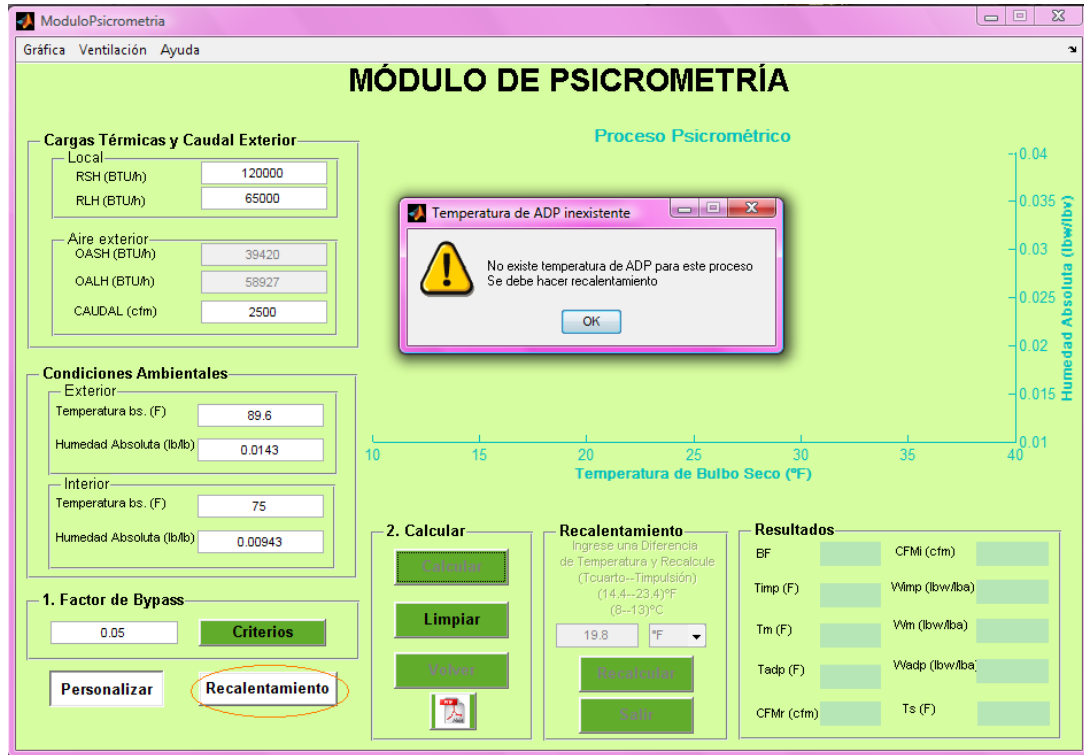 ModuloPsicrometria
Gráfica Ventilación Ayuda
MÓDULO DE PSICROMETRÍA
Cargas Térmicas y Caudal Exterior
Local
RSH (BTU/h) 120000
RLH (BTU/h) 65000
Aire exterior
OASH (BTU/h) 39420
OALH (BTU/h) 58927
CAUDAL (cfm) 2500
Condiciones Ambientales
Exterior
Temperatura bs. (F) 89.6
Humedad Absoluta (lb/lb) 0.0143
Interior
Temperatura bs. (F) 75
Humedad Absoluta (lb/lb) 0.00943
1. Factor de Bypass
0.05 Criterios
Personalizar Recalentamiento
Proceso Psicrométrico
0.04
0.035
0.03
0.025
0.02
0.015
0.01
Humedad Absoluta (lbw/lbv)
10 15 20 25 30 35 40
Temperatura de Bulbo Seco (ºF)
Temperatura de ADP inexistente
No existe temperatura de ADP para este proceso
Se debe hacer recalentamiento
OK
2. Calcular
Calcular
Limpiar
Volver
Recalentamiento
Ingrese una Diferencia
de Temperatura y Recalcule
(Tcuarto--Timpulsión)
(14.4--23.4)ºF
(8--13)ºC
19.8 ºF
Recalcular
Salir
Resultados
BF CFMi (cfm)
Timp (F) Wimp (lbw/lba)
Tm (F) Wm (lbw/lba)
Tadp (F) Wadp (lbw/lba)
CFMr (cfm) Ts (F)